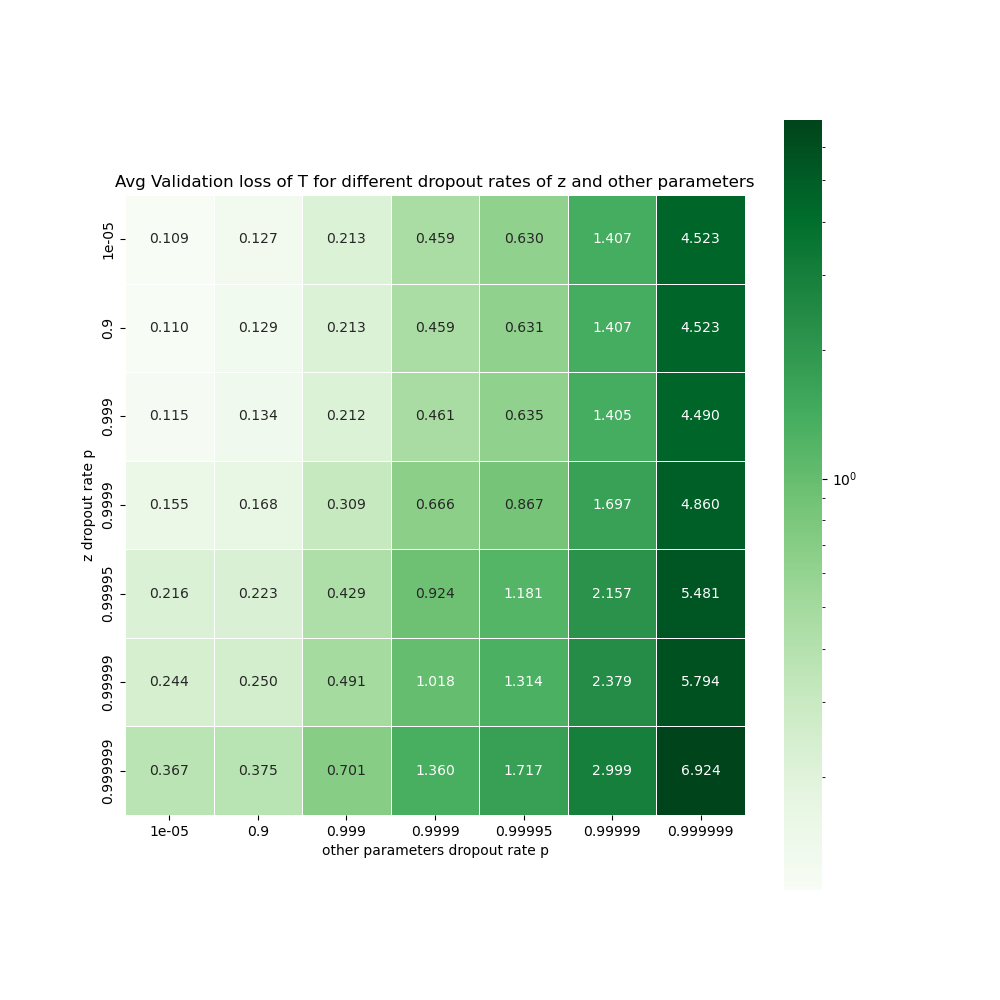 Avg Validation loss of T for different dropout rates of z and other parameters
z dropout rate p
1e-05 0.109 0.127 0.213 0.459 0.630 1.407 4.523
0.9 0.110 0.129 0.213 0.459 0.631 1.407 4.523
0.999 0.115 0.134 0.212 0.461 0.635 1.405 4.490
0.9999 0.155 0.168 0.309 0.666 0.867 1.697 4.860
0.99995 0.216 0.223 0.429 0.924 1.181 2.157 5.481
0.99999 0.244 0.250 0.491 1.018 1.314 2.379 5.794
0.999999 0.367 0.375 0.701 1.360 1.717 2.999 6.924
1e-05 0.9 0.999 0.9999 0.99995 0.99999 0.999999
other parameters dropout rate p
10⁰